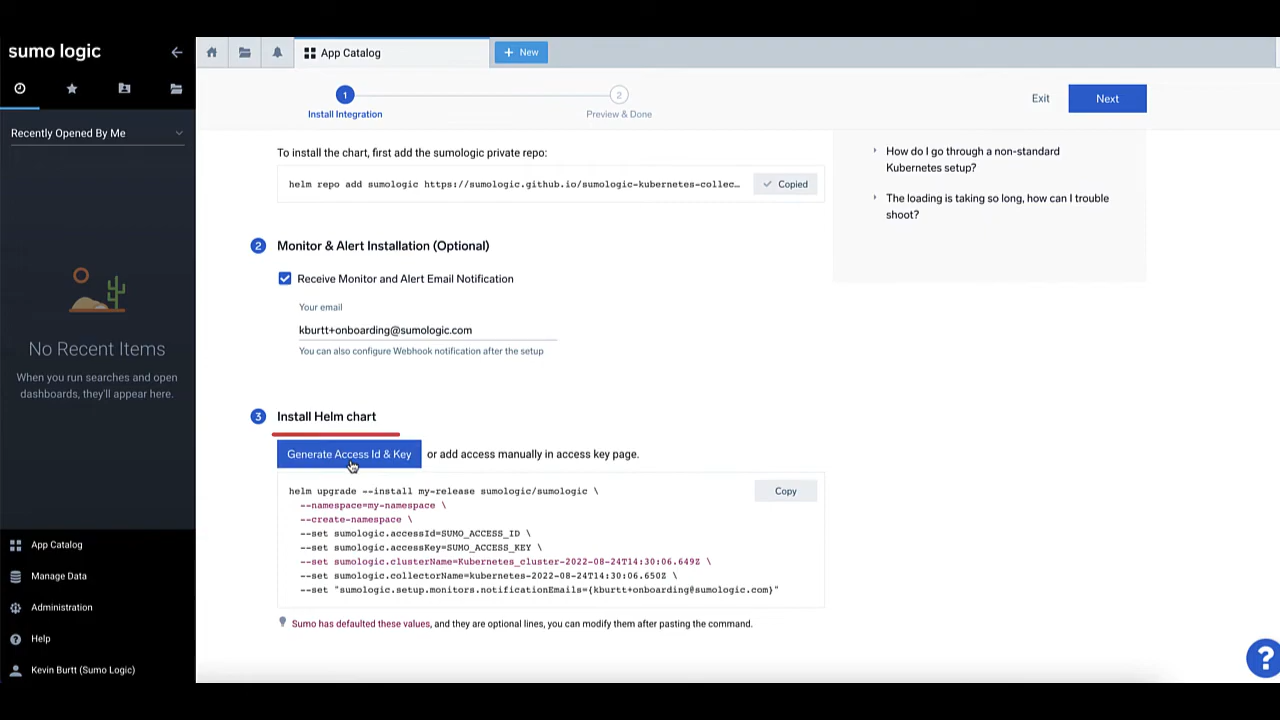 sumo logic
App Catalog
+ New
Recently Opened By Me
No Recent Items
When you run searches and open
dashboards, they'll appear here.
App Catalog
Manage Data
Administration
Help
Kevin Burtt (Sumo Logic)
1
2
Install Integration
Preview & Done
Exit
Next
To install the chart, first add the sumologic private repo:
helm repo add sumologic https://sumologic.github.io/sumologic-kubernetes-collec…
Copied
2 Monitor & Alert Installation (Optional)
Receive Monitor and Alert Email Notification
Your email
kburtt+onboarding@sumologic.com
You can also configure Webhook notification after the setup
3 Install Helm chart
Generate Access Id & Key or add access manually in access key page.
helm upgrade --install my-release sumologic/sumologic \
--namespace=my-namespace \
--create-namespace \
--set sumologic.accessId=SUMO_ACCESS_ID \
--set sumologic.accessKey=SUMO_ACCESS_KEY \
--set sumologic.clusterName=Kubernetes_cluster-2022-08-24T14:30:06.649Z \
--set sumologic.collectorName=kubernetes-2022-08-24T14:30:06.650Z \
--set "sumologic.setup.monitors.notificationEmails={kburtt+onboarding@sumologic.com}"
Copy
Sumo has defaulted these values, and they are optional lines, you can modify them after pasting the command.
How do I go through a non-standard
Kubernetes setup?
The loading is taking so long, how can I trouble
shoot?
?